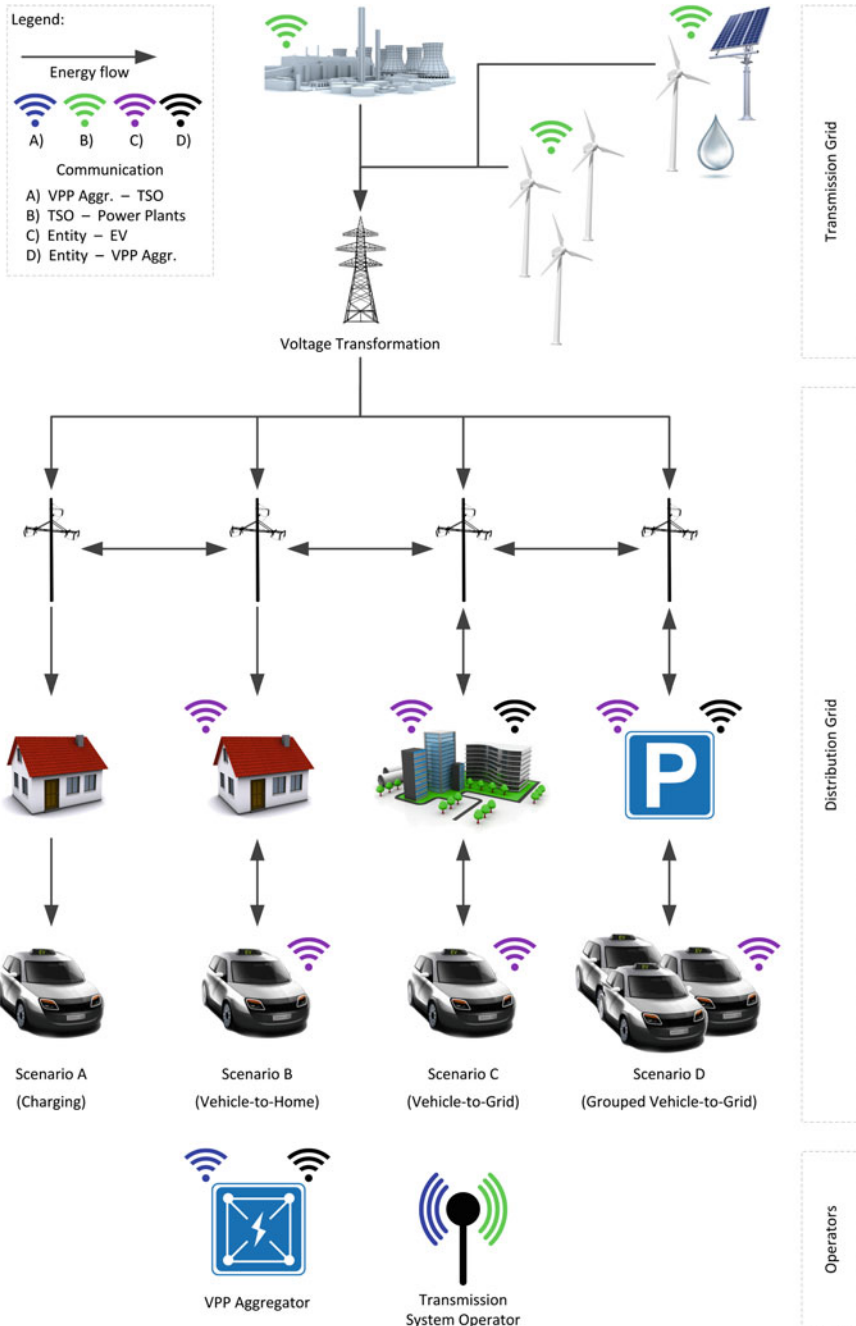 Legend:
Energy flow
A) B) C) D)
Communication
A) VPP Aggr. – TSO
B) TSO – Power Plants
C) Entity – EV
D) Entity – VPP Aggr.
Transmission Grid
Voltage Transformation
Distribution Grid
P
Scenario A
(Charging)
Scenario B
(Vehicle-to-Home)
Scenario C
(Vehicle-to-Grid)
Scenario D
(Grouped Vehicle-to-Grid)
Operators
VPP Aggregator
Transmission
System Operator